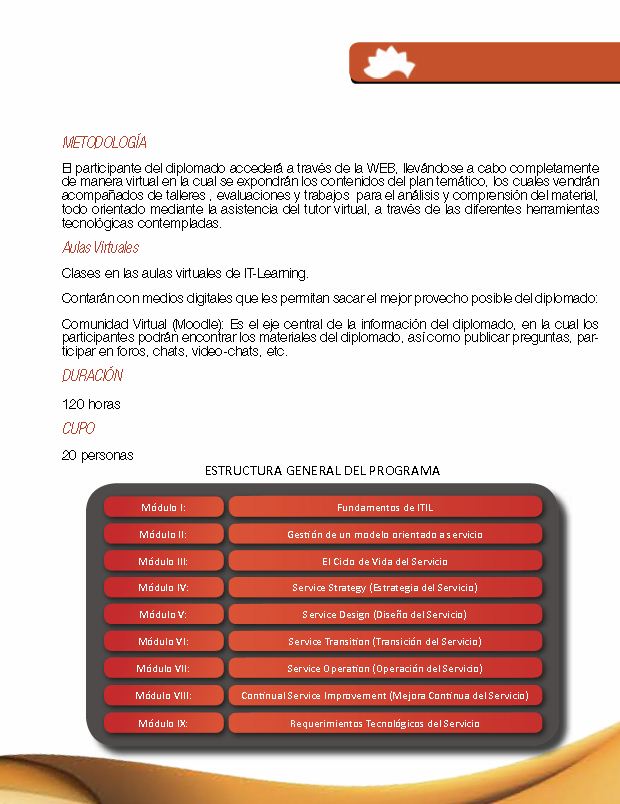 METODOLOGÍA
El participante del diplomado accederá a través de la WEB, llevándose a cabo completamente
de manera virtual en la cual se expondrán los contenidos del plan temático, los cuales vendrán
acompañados de talleres , evaluaciones y trabajos para el análisis y comprensión del material,
todo orientado mediante la asistencia del tutor virtual, a través de las diferentes herramientas
tecnológicas contempladas.
Aulas Virtuales
Clases en las aulas virtuales de IT-Learning.
Contarán con medios digitales que les permitan sacar el mejor provecho posible del diplomado:
Comunidad Virtual (Moodle): Es el eje central de la información del diplomado, en la cual los
participantes podrán encontrar los materiales del diplomado, así como publicar preguntas, par-
ticipar en foros, chats, video-chats, etc.
DURACIÓN
120 horas
CUPO
20 personas
ESTRUCTURA GENERAL DEL PROGRAMA
Módulo I: Fundamentos de ITIL
Módulo II: Gestión de un modelo orientado a servicio
Módulo III: El Ciclo de Vida del Servicio
Módulo IV: Service Strategy (Estrategia del Servicio)
Módulo V: Service Design (Diseño del Servicio)
Módulo VI: Service Transition (Transición del Servicio)
Módulo VII: Service Operation (Operación del Servicio)
Módulo VIII: Continual Service Improvement (Mejora Continua del Servicio)
Módulo IX: Requerimientos Tecnológicos del Servicio